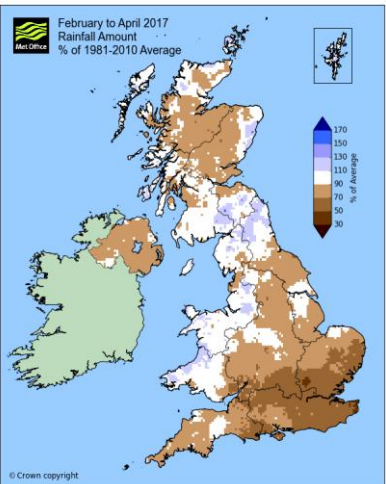 Met Office
February to April 2017
Rainfall Amount
% of 1981-2010 Average
170
150
130
110
90
70
50
30
% of Average
© Crown copyright